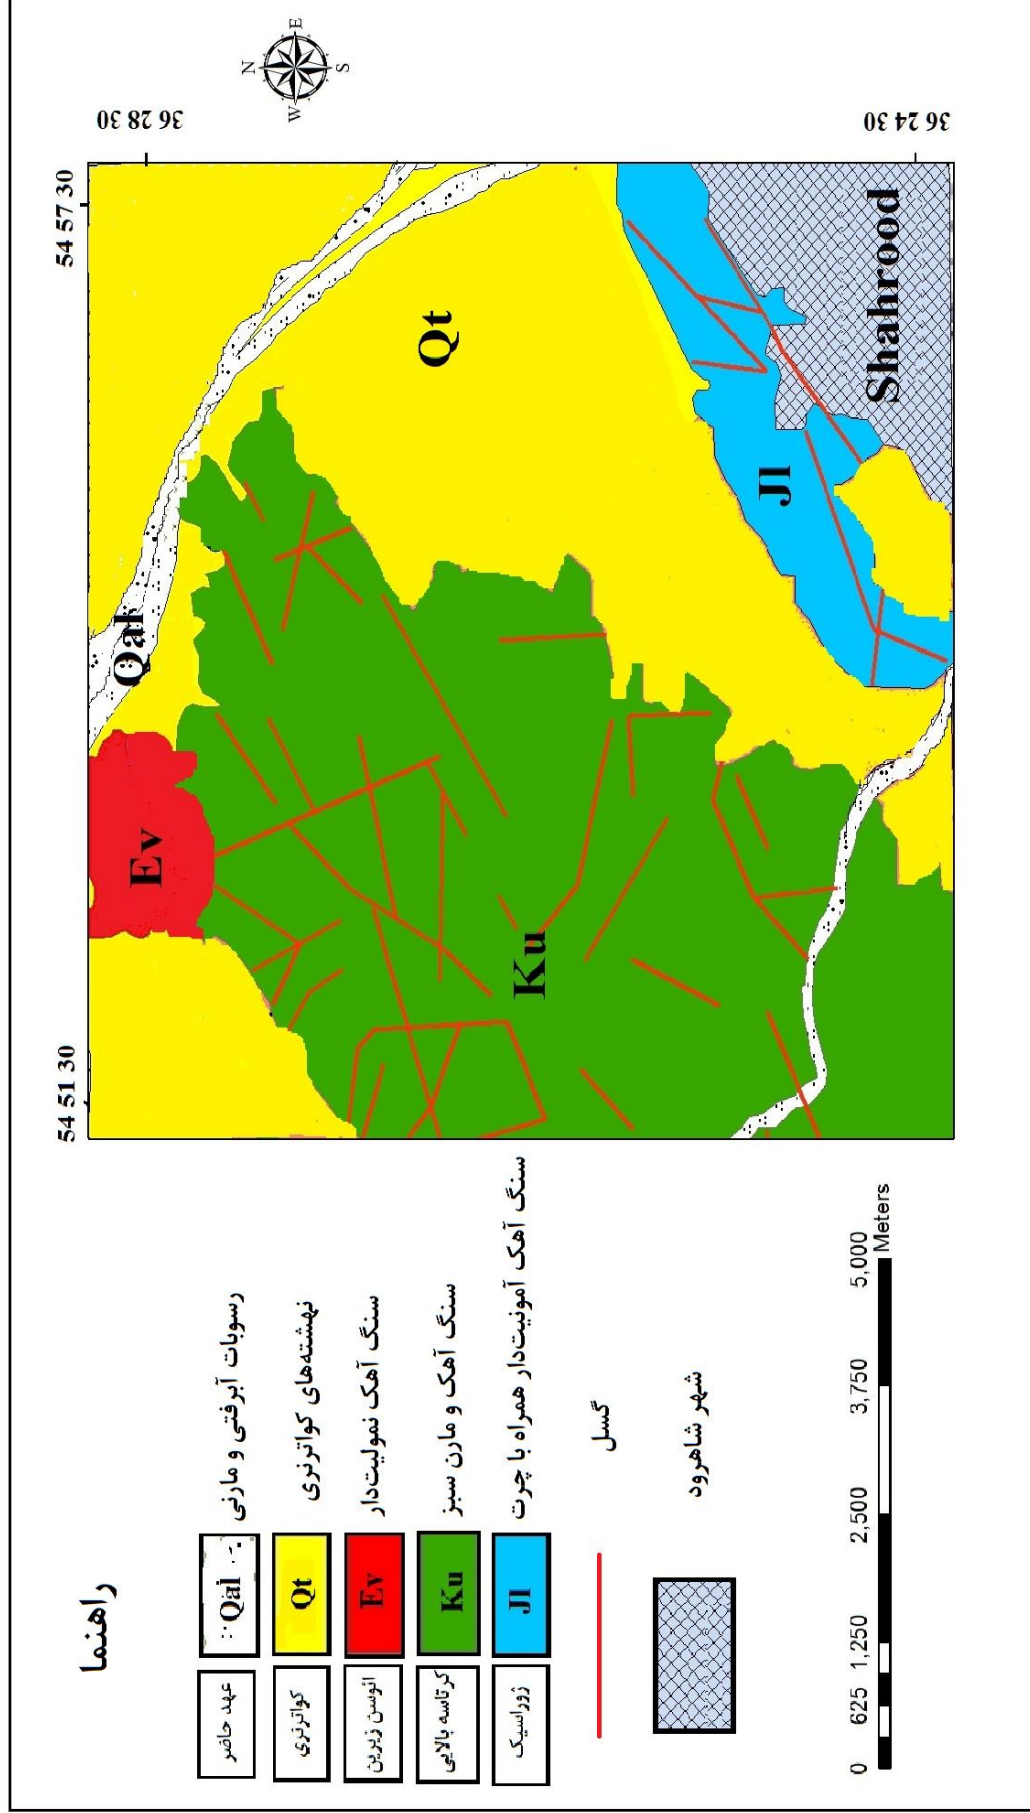 N
E
S
W
36 28 30
36 24 30
54 57 30
54 51 30
Qal
Qt
Ev
Ku
Jl
Shahrood
راهنما
عهد حاضر
Qal
رسوبات آبرفتی و مارنی
کواترنری
Qt
نهشته‌های کواترنری
ائوسن زیرین
Ev
سنگ آهک نمولیت‌دار
کرتاسه بالایی
Ku
سنگ آهک و مارن سبز
ژوراسیک
Jl
سنگ آهک آمونیت‌دار همراه با چرت
گسل
شهر شاهرود
0 625 1,250 2,500 3,750 5,000
Meters